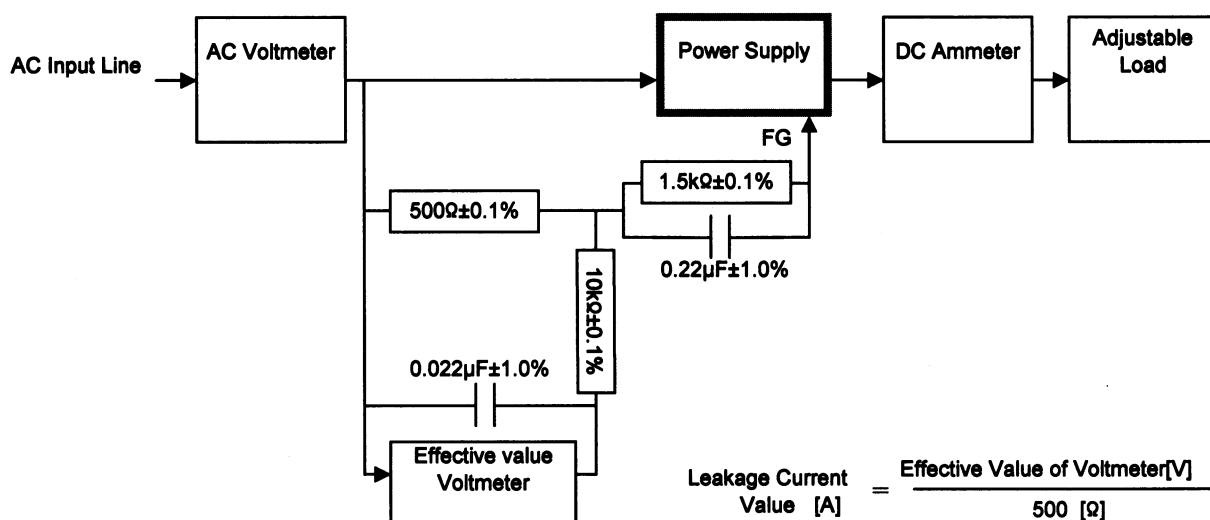 AC Input Line
AC Voltmeter
Power Supply
DC Ammeter
Adjustable
Load
FG
1.5kΩ±0.1%
500Ω±0.1%
0.22µF±1.0%
10kΩ±0.1%
0.022µF±1.0%
Effective value
Voltmeter
Leakage Current
Value [A]
=
Effective Value of Voltmeter[V]
500 [Ω]